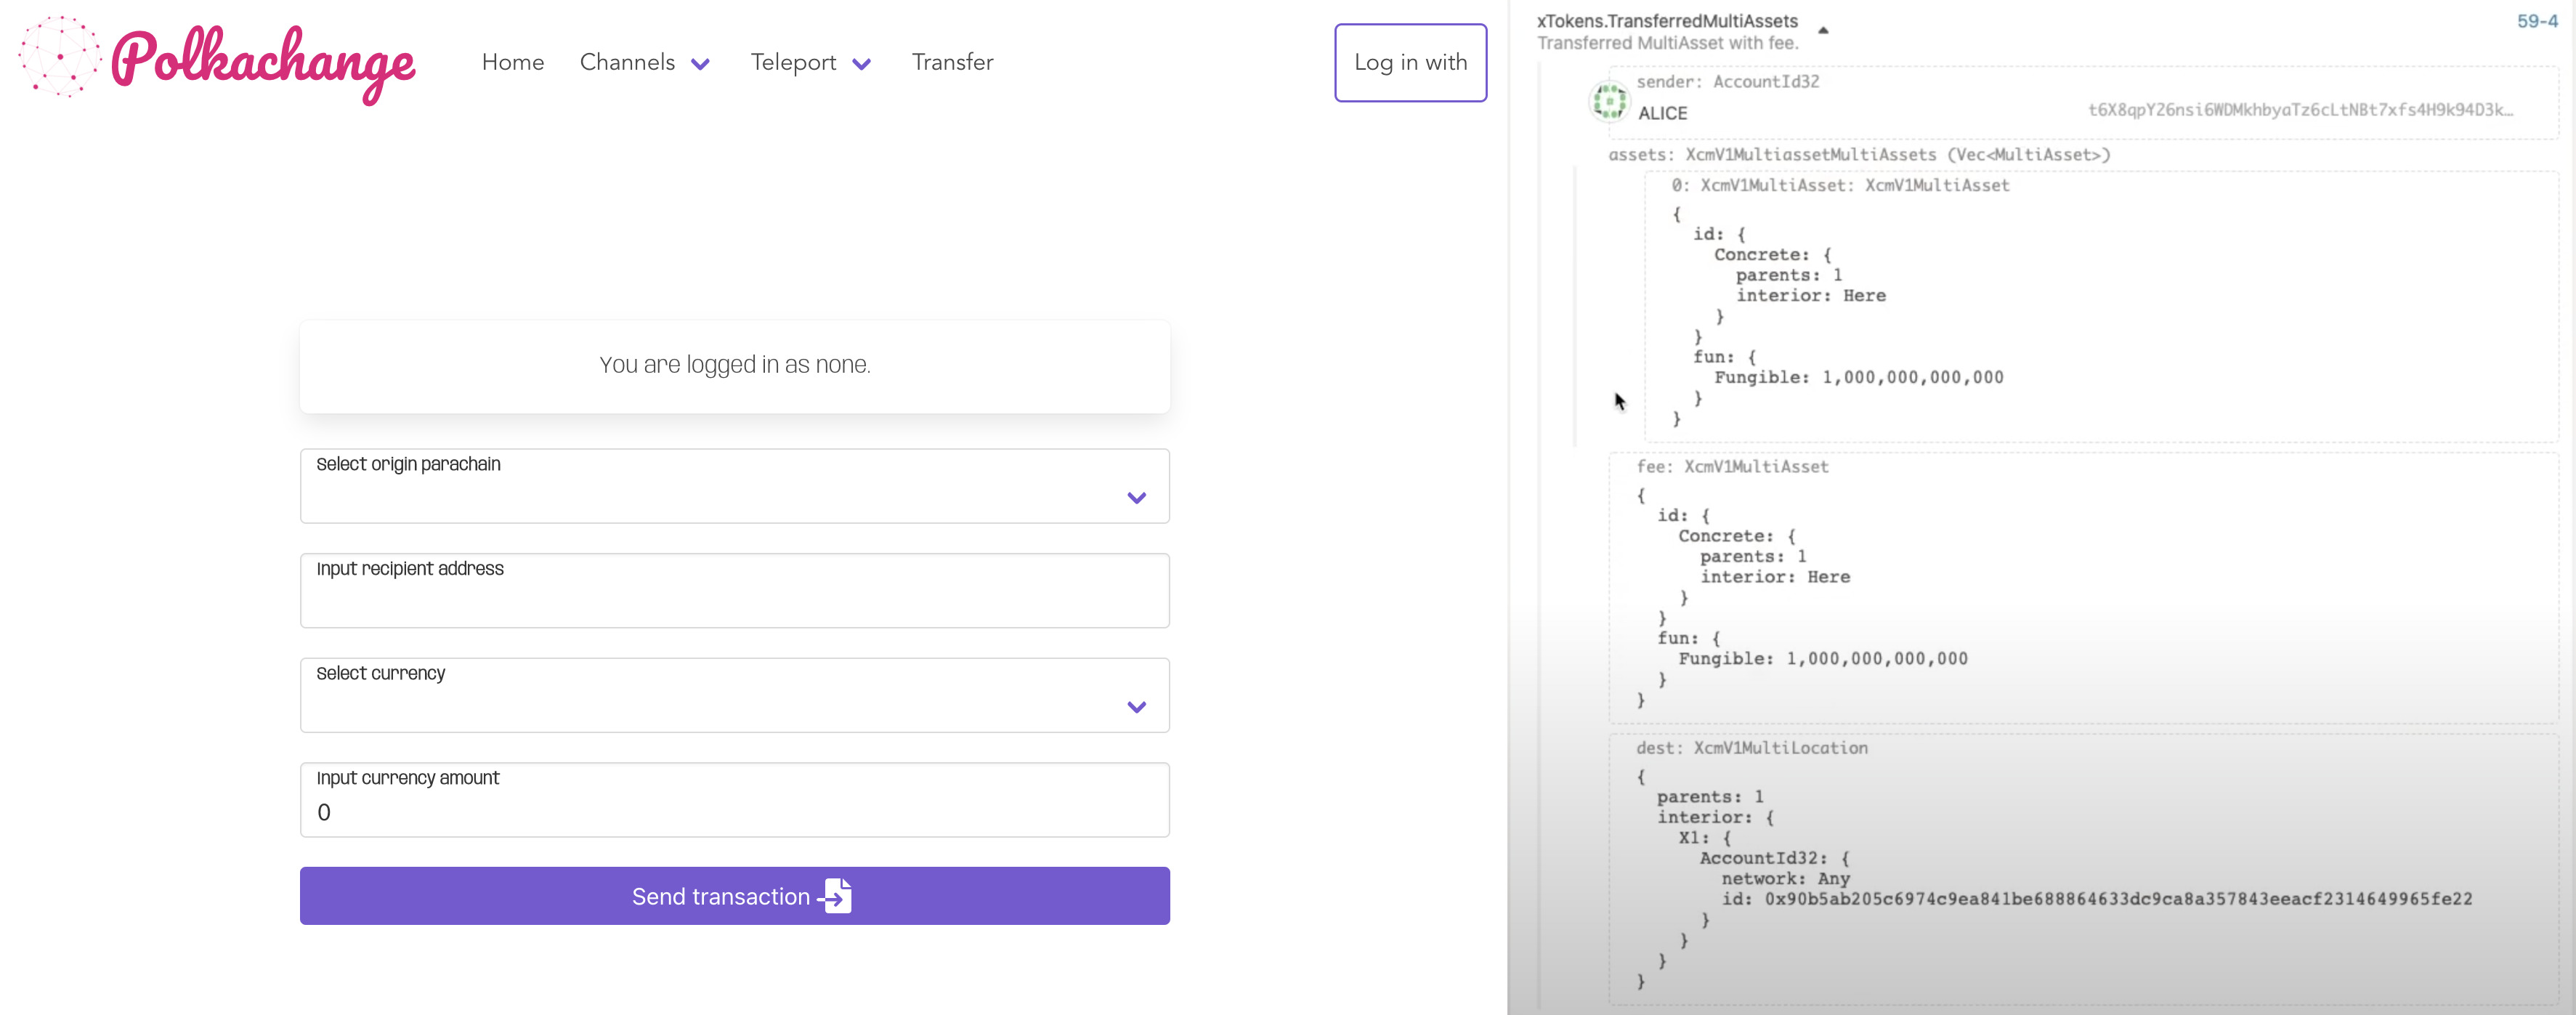 Polkachange
Home
Channels
Teleport
Transfer
Log in with
You are logged in as none.
Select origin parachain
Input recipient address
Select currency
Input currency amount
0
Send transaction
xTokens.TransferredMultiAssets
59-4
Transferred MultiAsset with fee.
sender: AccountId32
ALICE
t6X8qpYZ6nsi6WDMkhbyaTz6cLtNBt7xfs4H9k94D3k…
assets: XcmV1MultiassetMultiAssets (Vec<MultiAsset>)
0: XcmV1MultiAsset: XcmV1MultiAsset
{
id: {
Concrete: {
parents: 1
interior: Here
}
}
fun: {
Fungible: 1,000,000,000,000
}
}
fee: XcmV1MultiAsset
{
id: {
Concrete: {
parents: 1
interior: Here
}
}
fun: {
Fungible: 1,000,000,000,000
}
}
dest: XcmV1MultiLocation
{
parents: 1
interior: {
X1: {
AccountId32: {
network: Any
id: 0x90b5ab205c6974c9ea841be688864633dc9ca8a357843eeacf2314649965fe22
}
}
}
}